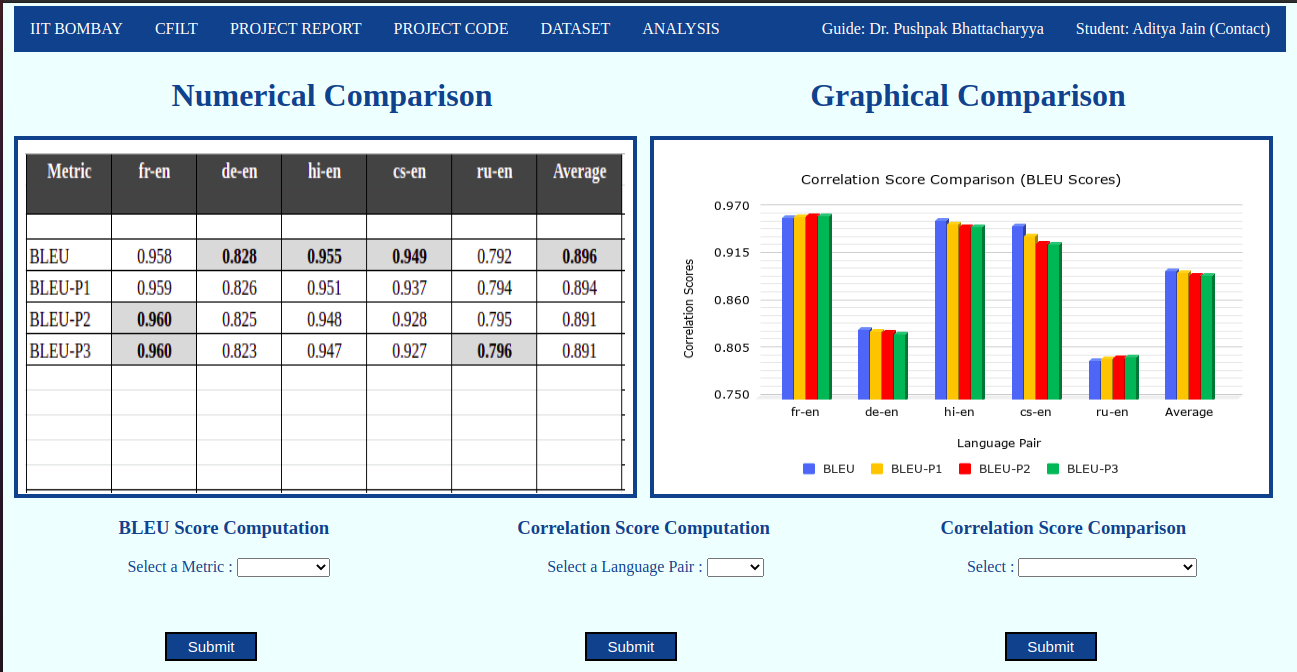 IIT BOMBAY CFILT PROJECT REPORT PROJECT CODE DATASET ANALYSIS Guide: Dr. Pushpak Bhattacharyya Student: Aditya Jain (Contact)
Numerical Comparison
Metric fr-en de-en hi-en cs-en ru-en Average
BLEU 0.958 0.828 0.955 0.949 0.792 0.896
BLEU-P1 0.959 0.826 0.951 0.937 0.794 0.894
BLEU-P2 0.960 0.825 0.948 0.928 0.795 0.891
BLEU-P3 0.960 0.823 0.947 0.927 0.796 0.891
Graphical Comparison
Correlation Score Comparison (BLEU Scores)
Correlation Scores
0.970
0.915
0.860
0.805
0.750
fr-en de-en hi-en cs-en ru-en Average
Language Pair
BLEU BLEU-P1 BLEU-P2 BLEU-P3
BLEU Score Computation
Select a Metric :
Submit
Correlation Score Computation
Select a Language Pair :
Submit
Correlation Score Comparison
Select :
Submit